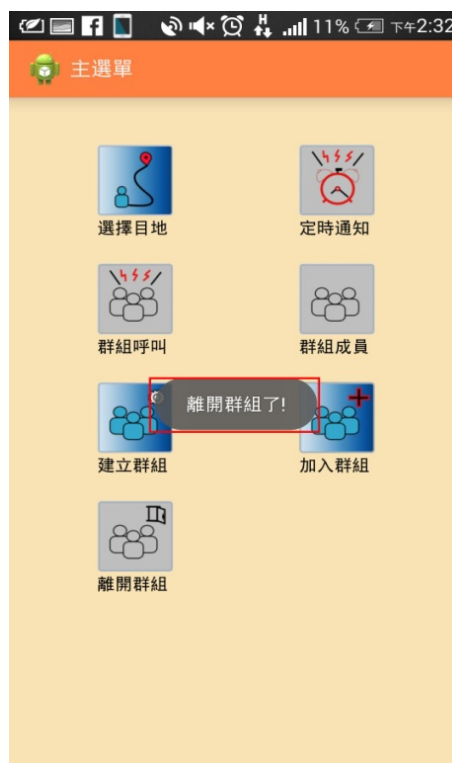 11% 下午2:32
主選單
選擇目地
定時通知
群組呼叫
群組成員
離開群組了!
建立群組
加入群組
離開群組